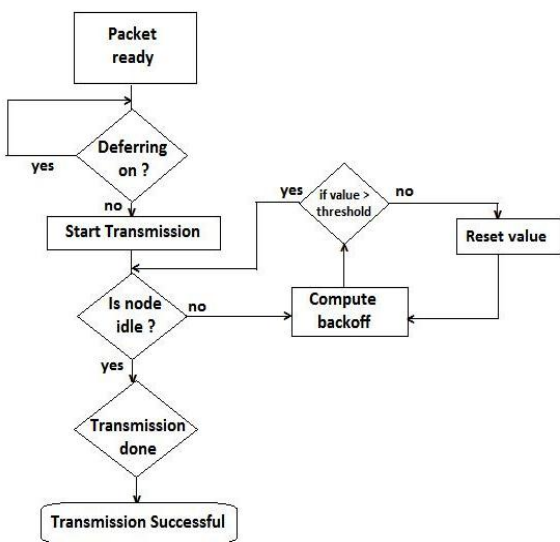 Packet
ready
Deferring
on ?
yes
no
Start Transmission
if value >
threshold
yes
no
Reset value
Is node
idle ?
no
Compute
backoff
yes
Transmission
done
Transmission Successful